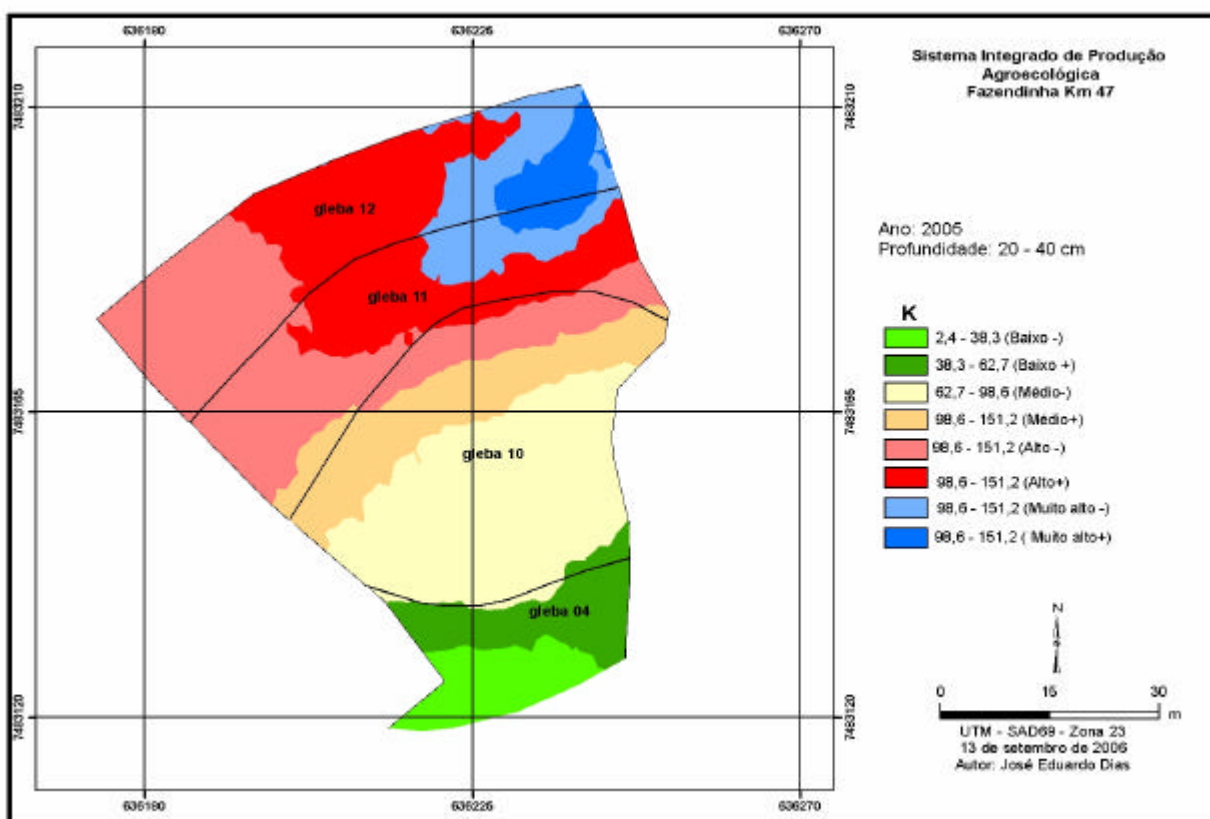 636180 636225 636270
Sistema Integrado de Produção
Agroecológica
Fazendinha Km 47
7483210 7483210
gleba 12
Ano: 2005
Profundidade: 20 - 40 cm
gleba 11
K
2,4 - 38,3 (Baixo -)
38,3 - 62,7 (Baixo +)
62,7 - 98,6 (Médio-)
98,6 - 151,2 (Médio+)
98,6 - 151,2 (Alto -)
98,6 - 151,2 (Alto+)
98,6 - 151,2 (Muito alto -)
98,6 - 151,2 ( Muito alto+)
7483165 7483165
gleba 10
gleba 04
N
0 15 30
m
7483120 7483120
UTM - SAD69 - Zona 23
13 de setembro de 2006
Autor: José Eduardo Dias
636180 636225 636270